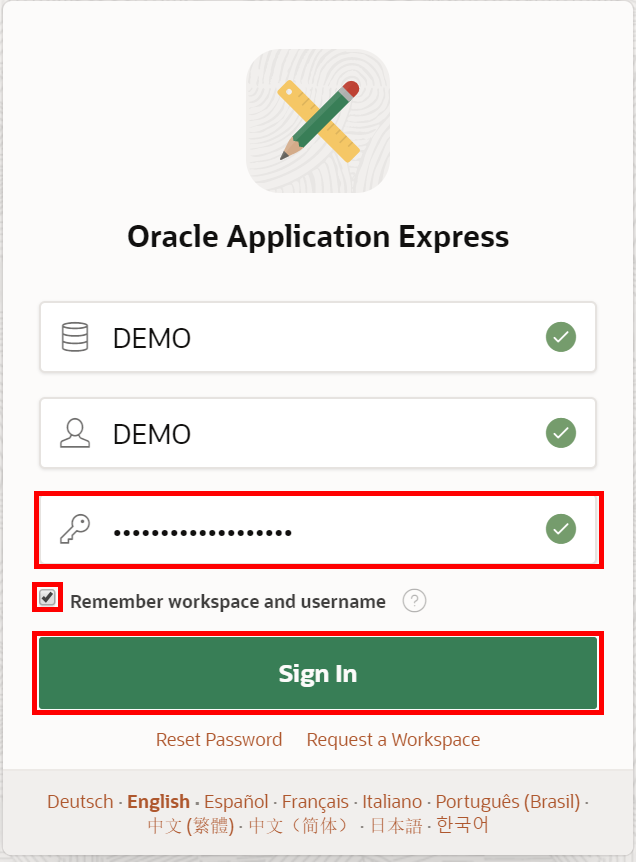 Oracle Application Express
DEMO
DEMO
•••••••••••••••••••
Remember workspace and username ?
Sign In
Reset Password Request a Workspace
Deutsch · English · Español · Français · Italiano · Português (Brasil) ·
中文 (繁體) · 中文（简体） · 日本語 · 한국어